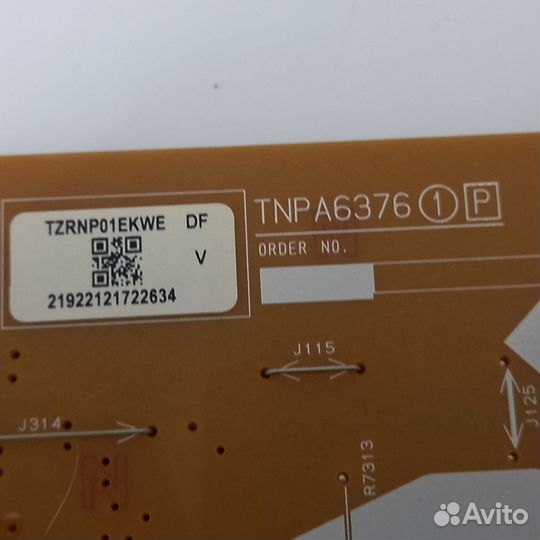 TZRNP01EKWE DF
V
21922121722634
TNPA6376 1 P
ORDER NO.
J115
J314
J125
R7313
Avito